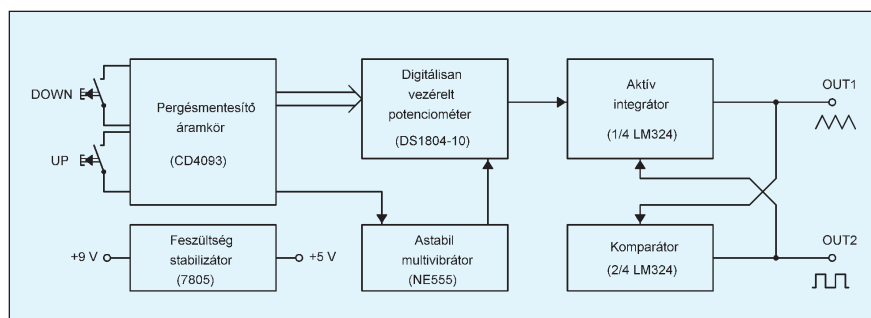 DOWN
UP
Pergésmentesítő
áramkör
(CD4093)
Digitálisan
vezérelt
potenciométer
(DS1804-10)
Aktív
integrátor
(1/4 LM324)
OUT1
+9 V
Feszültség
stabilizátor
(7805)
+5 V
Astabil
multivibrátor
(NE555)
Komparátor
(2/4 LM324)
OUT2